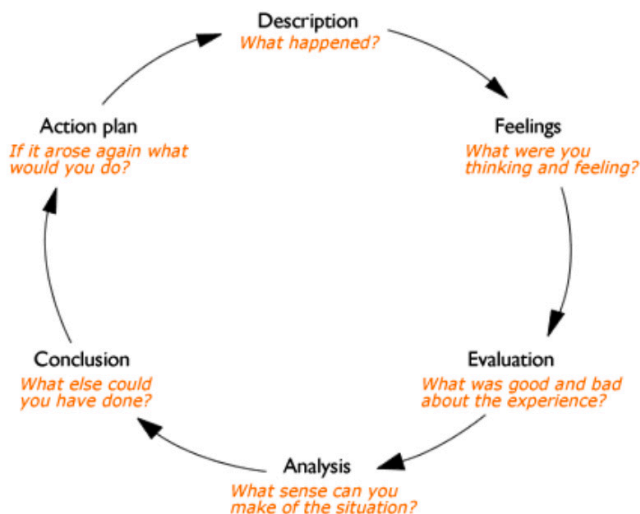 Description
What happened?
Feelings
What were you
thinking and feeling?
Evaluation
What was good and bad
about the experience?
Analysis
What sense can you
make of the situation?
Conclusion
What else could
you have done?
Action plan
If it arose again what
would you do?